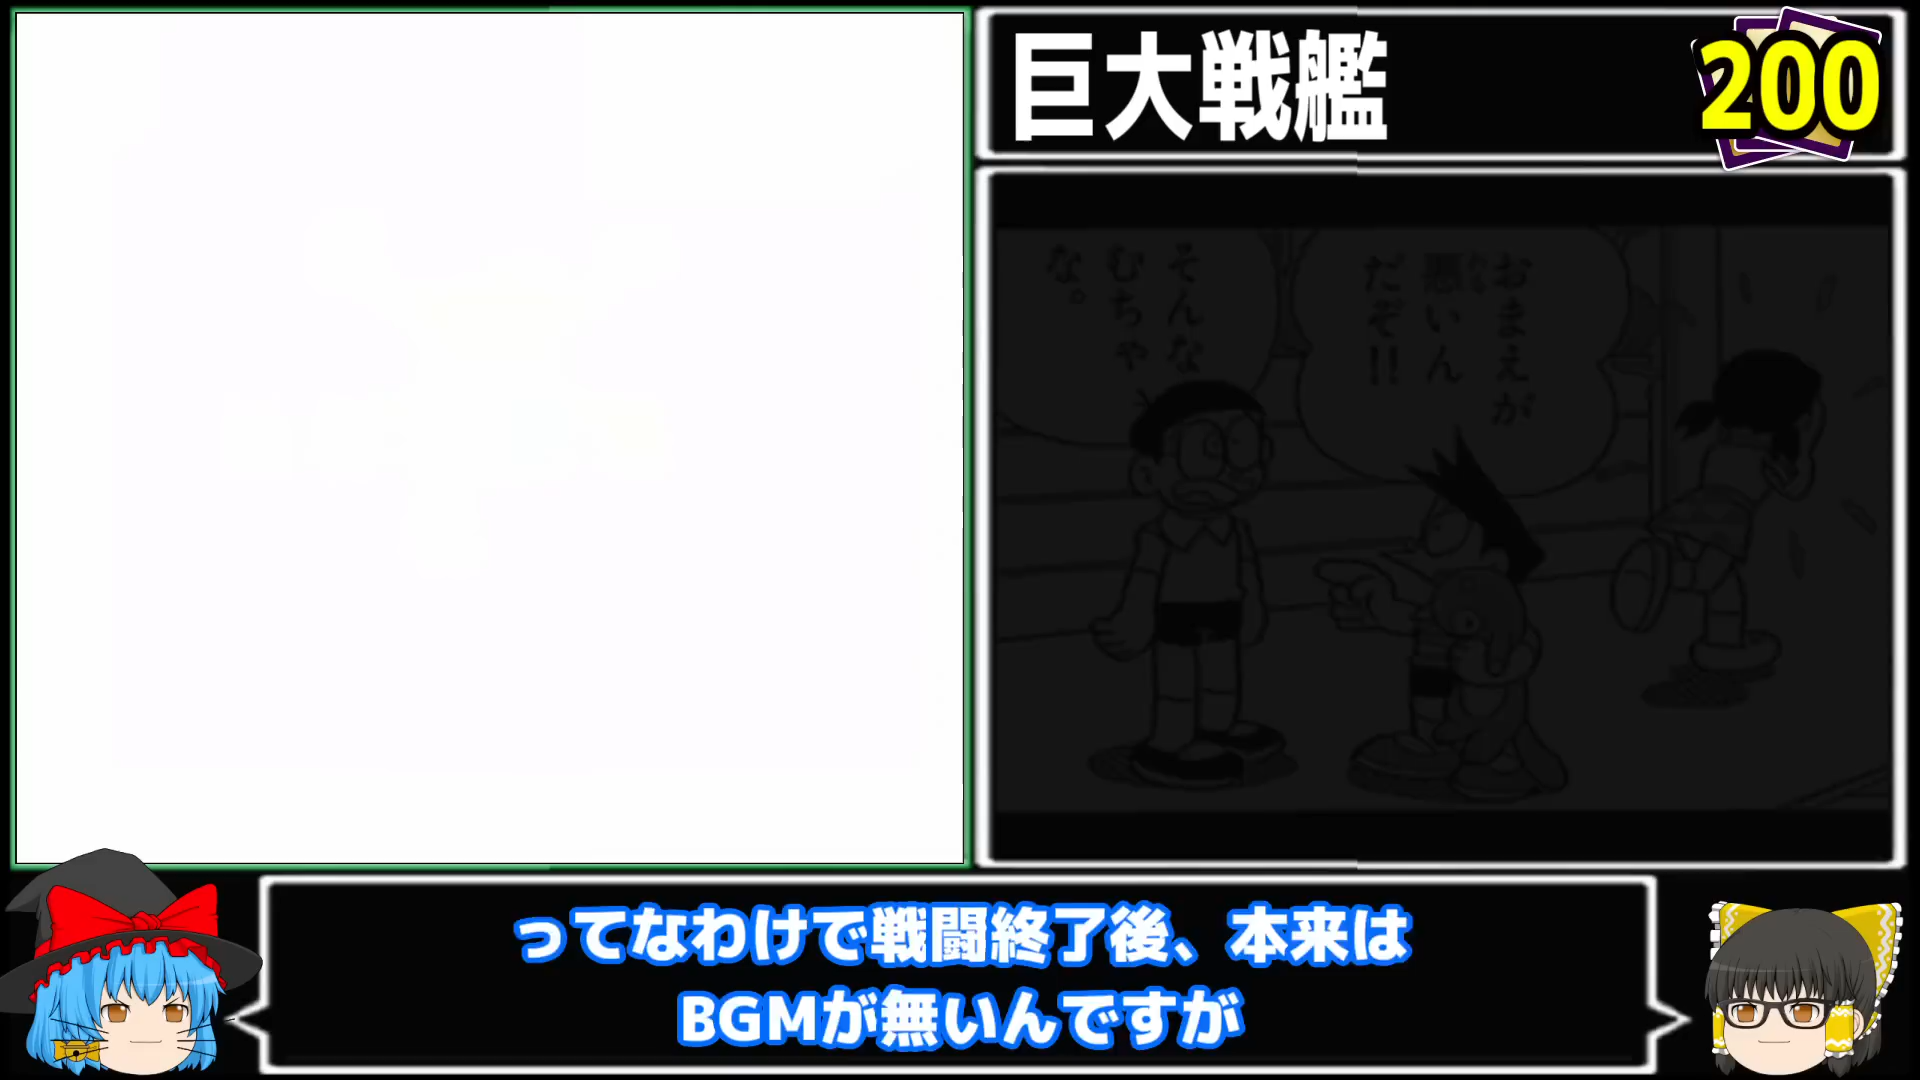 巨大戦艦
200
おまえが
悪いん
だぞ!!
そんな
むちゃ
な。
ってなわけで戦闘終了後、本来は
BGMが無いんですが